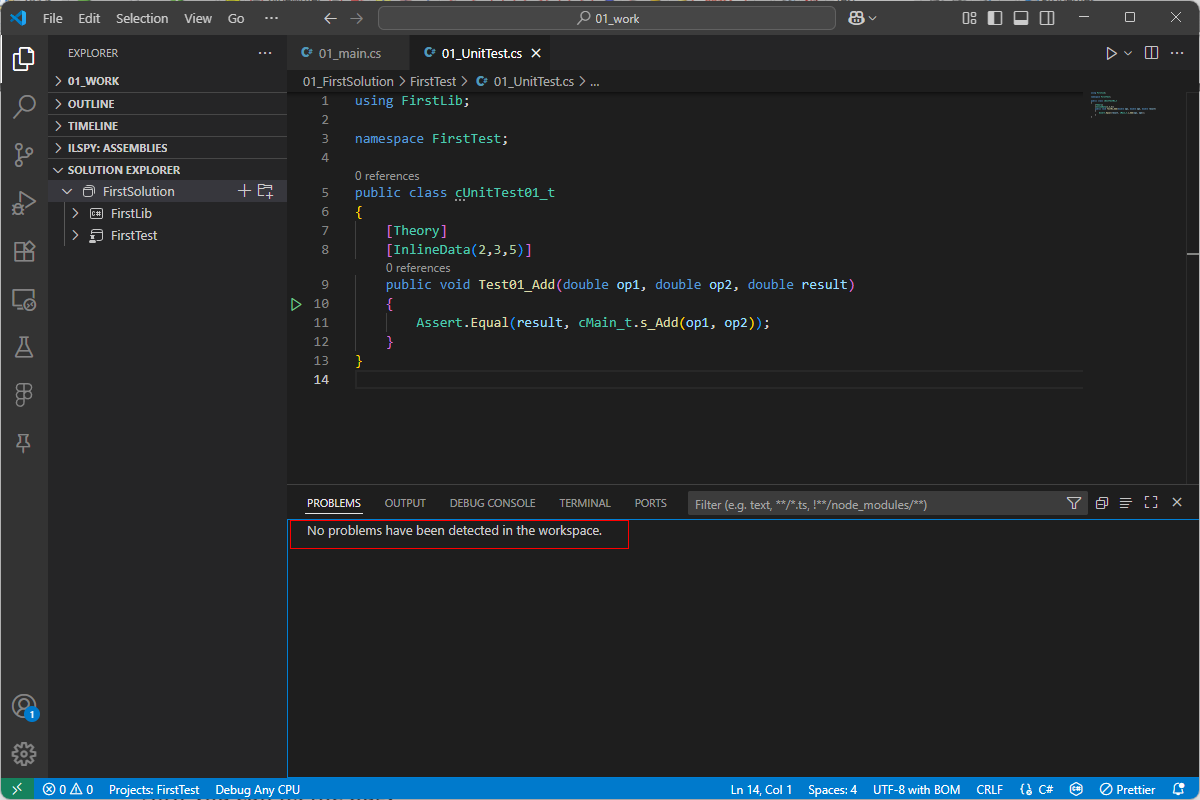 File Edit Selection View Go ··· 01_work
EXPLORER ···
01_WORK
OUTLINE
TIMELINE
ILSPY: ASSEMBLIES
SOLUTION EXPLORER
FirstSolution
FirstLib
FirstTest
1
01_main.cs 01_UnitTest.cs
01_FirstSolution > FirstTest > 01_UnitTest.cs > ...
1 using FirstLib;
2
3 namespace FirstTest;
4
0 references
5 public class cUnitTest01_t
6 {
7 [Theory]
8 [InlineData(2,3,5)]
0 references
9 public void Test01_Add(double op1, double op2, double result)
10 {
11 Assert.Equal(result, cMain_t.s_Add(op1, op2));
12 }
13 }
14
PROBLEMS OUTPUT DEBUG CONSOLE TERMINAL PORTS Filter (e.g. text, **/*.ts, !**/node_modules/**)
No problems have been detected in the workspace.
0 0 Projects: FirstTest Debug Any CPU Ln 14, Col 1 Spaces: 4 UTF-8 with BOM CRLF C# Prettier